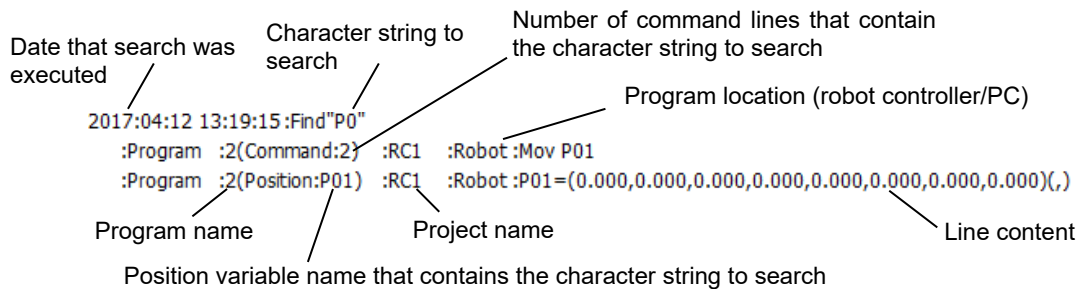 Number of command lines that contain
the character string to search
Date that search was
executed
Character string to
search
Program location (robot controller/PC)
2017:04:12 13:19:15 :Find"P0"
:Program :2(Command:2) :RC1 :Robot :Mov P01
:Program :2(Position:P01) :RC1 :Robot :P01=(0.000,0.000,0.000,0.000,0.000,0.000,0.000,0.000)(,)
Program name
Project name
Line content
Position variable name that contains the character string to search